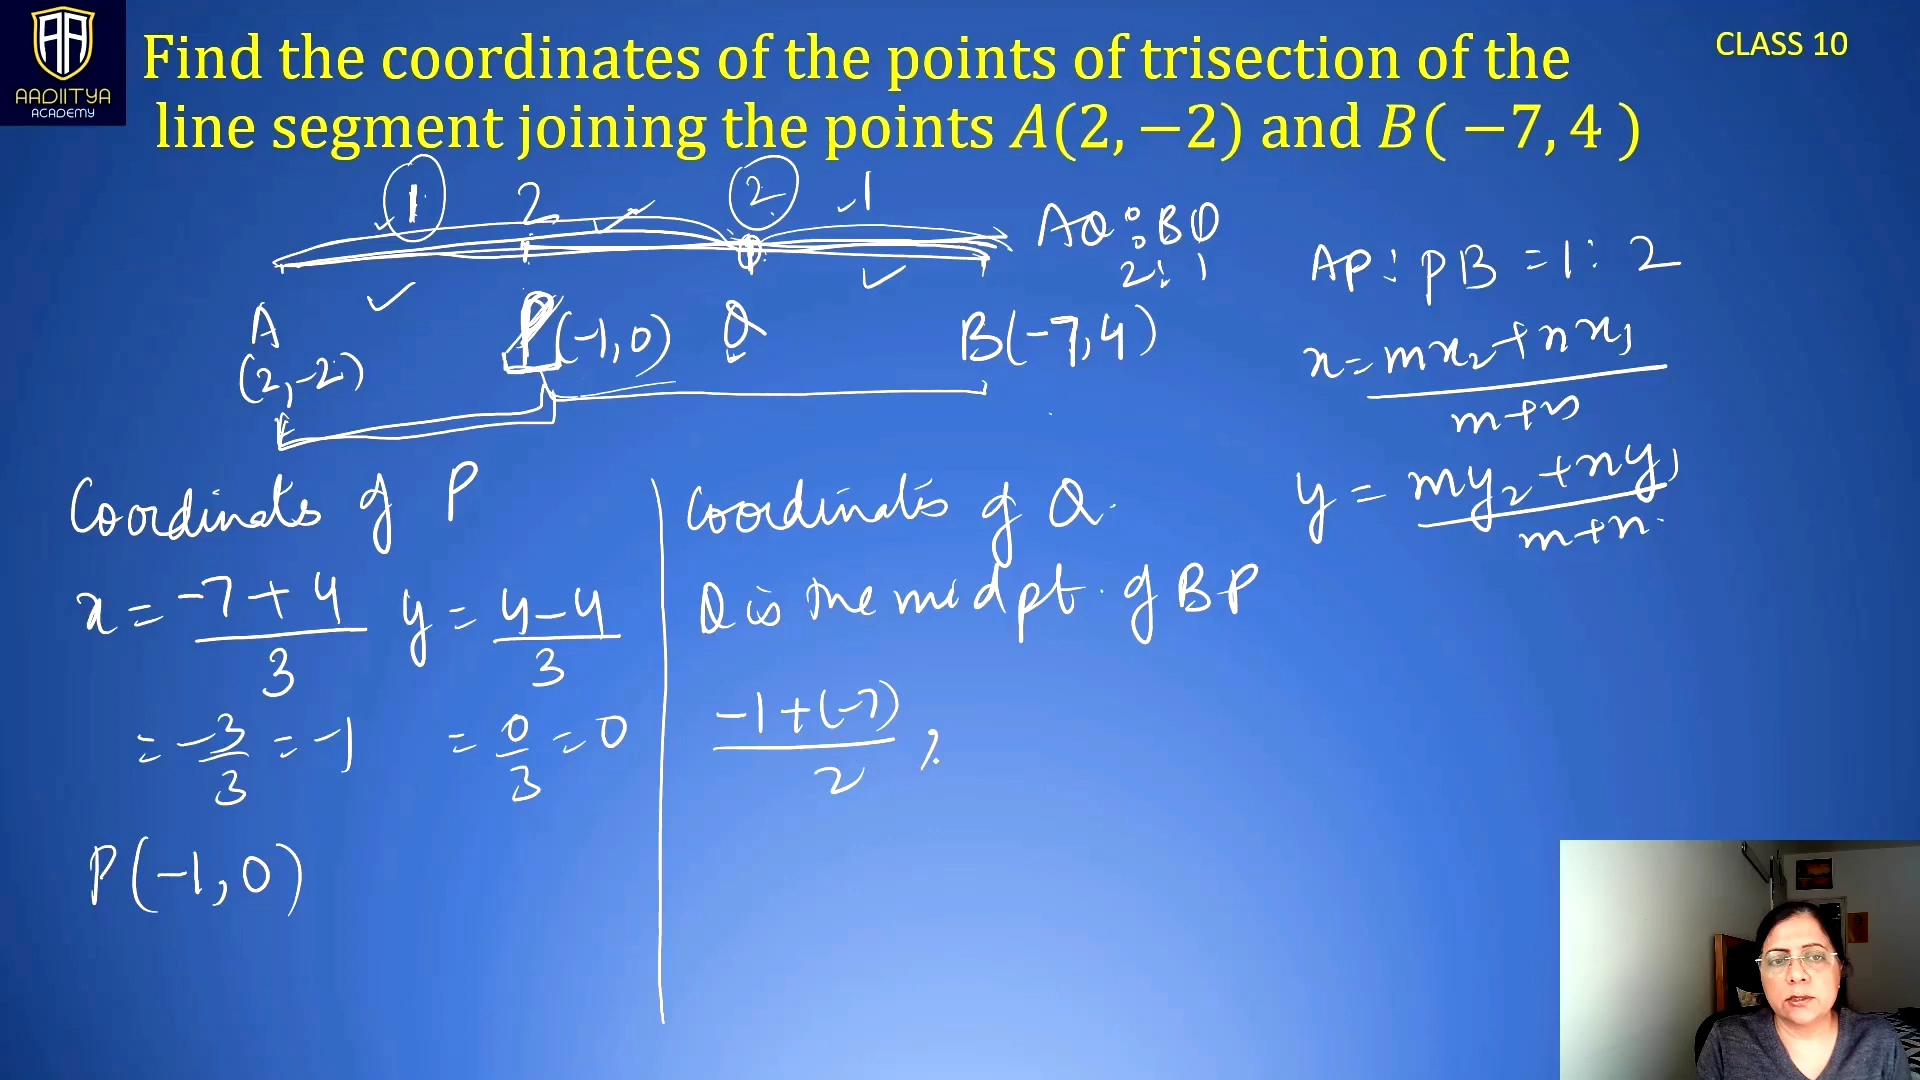 AADIITYA
ACADEMY
CLASS 10
Find the coordinates of the points of trisection of the
line segment joining the points A(2, −2) and B( −7, 4 )
1 2 2 1
AQ : BQ
2 : 1
A
(2, -2)
P(-1, 0) Q B(-7, 4)
AP : PB = 1 : 2
x = mx₂ + nx₁
m+n
y = my₂ + ny₁
m+n
Coordinates of P
x = -7 + 4 y = 4 - 4
3 3
= -3 = -1 = 0 = 0
3 3
P(-1, 0)
Coordinates of Q.
Q is the mid pt. of BP
-1 + (-7) ,
2